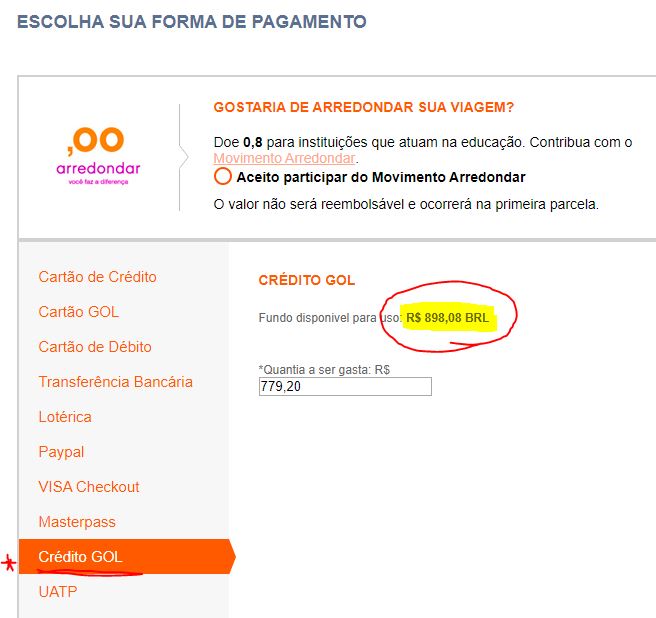 ESCOLHA SUA FORMA DE PAGAMENTO
GOSTARIA DE ARREDONDAR SUA VIAGEM?
,00
arredondar
você faz a diferença
Doe 0,8 para instituições que atuam na educação. Contribua com o
Movimento Arredondar.
Aceito participar do Movimento Arredondar
O valor não será reembolsável e ocorrerá na primeira parcela.
Cartão de Crédito
Cartão GOL
Cartão de Débito
Transferência Bancária
Lotérica
Paypal
VISA Checkout
Masterpass
Crédito GOL
UATP
CRÉDITO GOL
Fundo disponivel para uso: R$ 898,08 BRL
*Quantia a ser gasta: R$
779,20